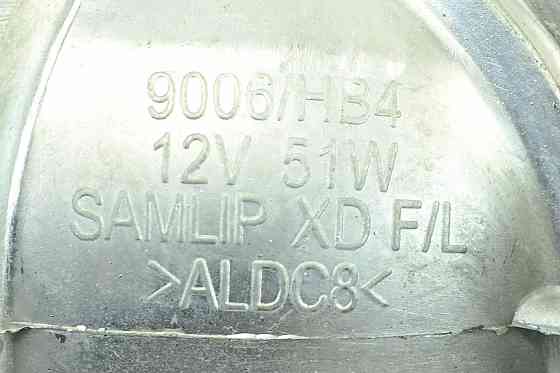 9006/HB4
12V 51W
SAMLIP XD F/L
>ALDC8<